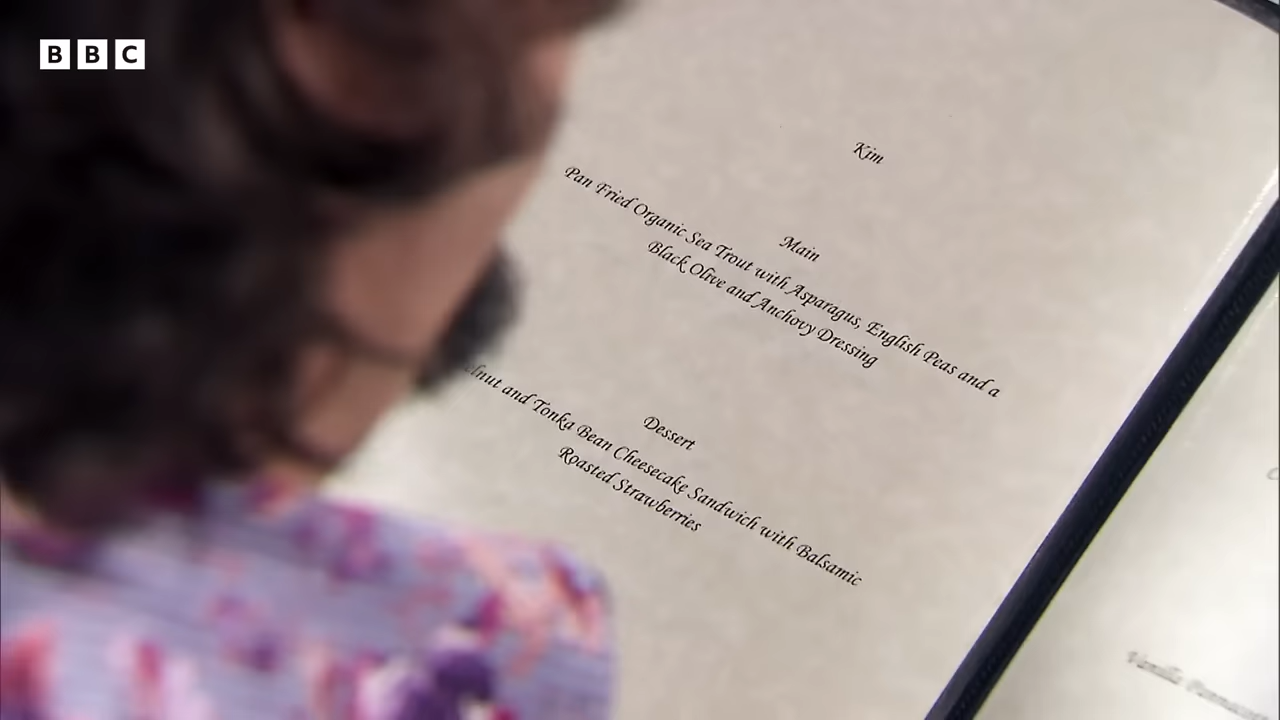 BBC
Kim
Main
Pan Fried Organic Sea Trout with Asparagus, English Peas and a
Black Olive and Anchovy Dressing
Dessert
and Tonka Bean Cheesecake Sandwich with Balsamic
Roasted Strawberries